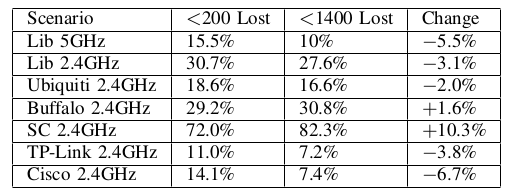 Scenario <200 Lost <1400 Lost Change
Lib 5GHz 15.5% 10% −5.5%
Lib 2.4GHz 30.7% 27.6% −3.1%
Ubiquiti 2.4GHz 18.6% 16.6% −2.0%
Buffalo 2.4GHz 29.2% 30.8% +1.6%
SC 2.4GHz 72.0% 82.3% +10.3%
TP-Link 2.4GHz 11.0% 7.2% −3.8%
Cisco 2.4GHz 14.1% 7.4% −6.7%